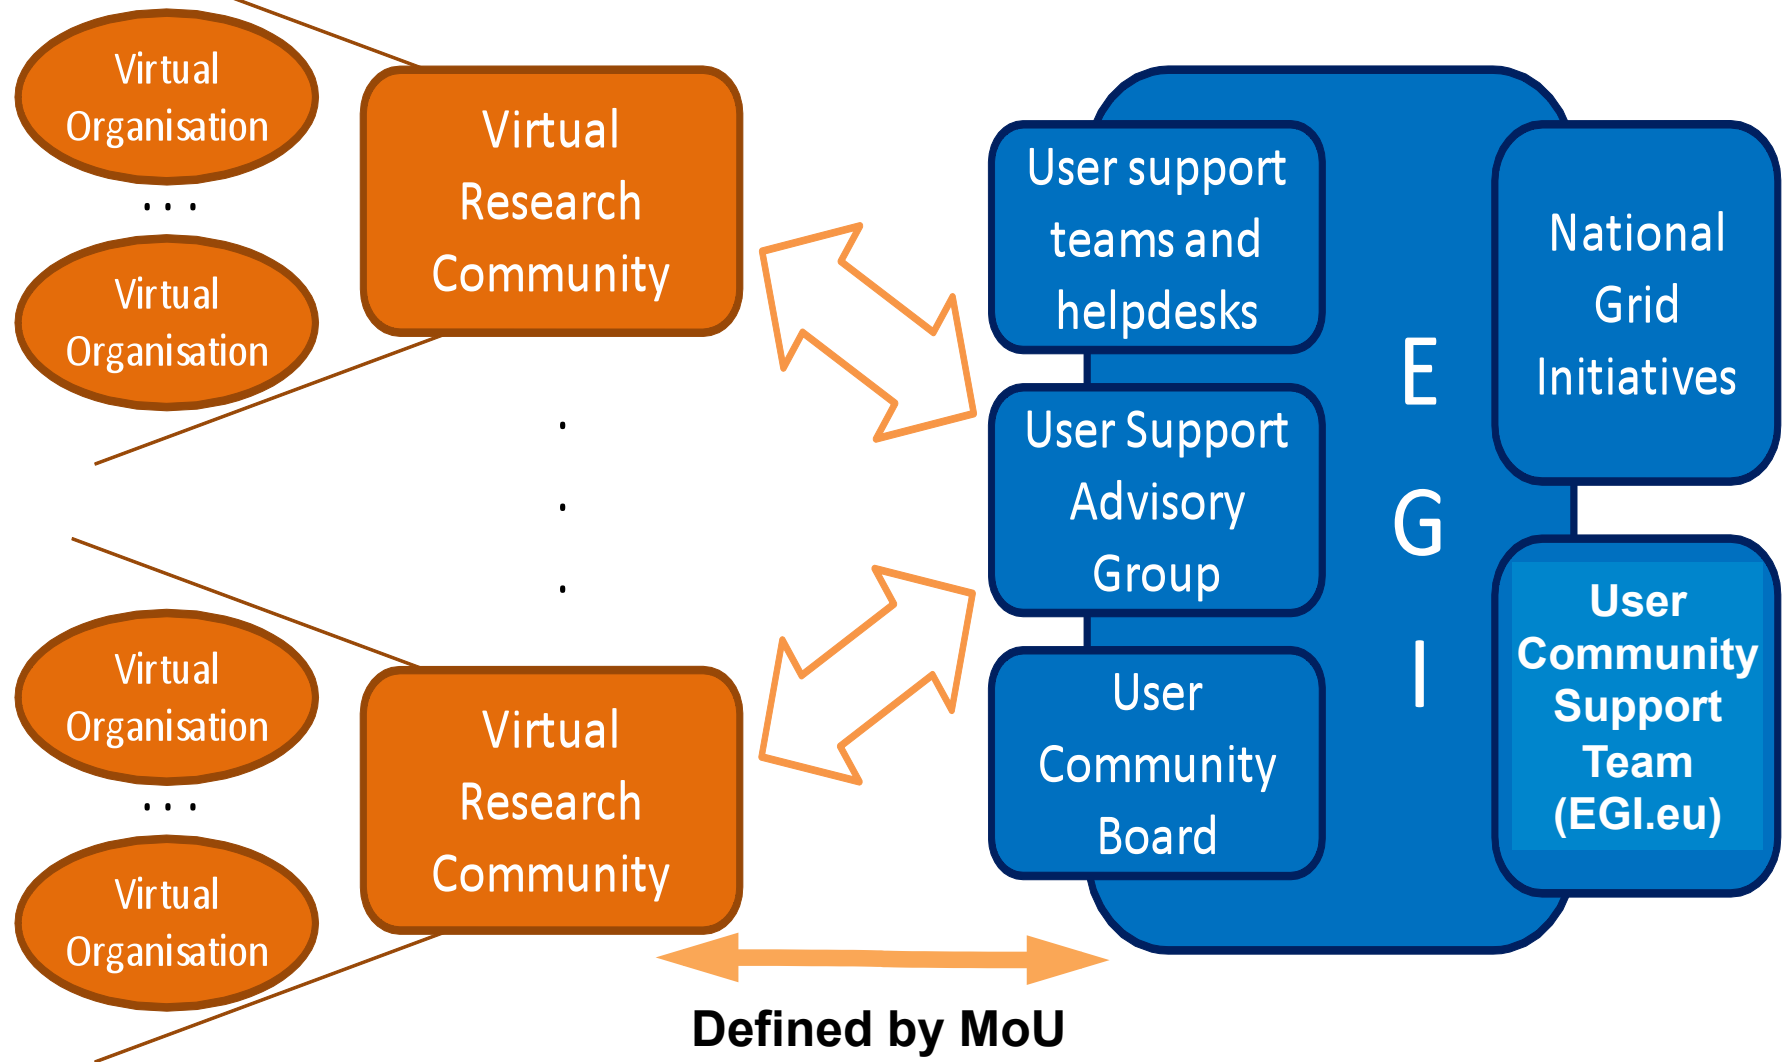 Virtual
Organisation
...
Virtual
Organisation
Virtual
Research
Community
.
.
.
Virtual
Organisation
...
Virtual
Organisation
Virtual
Research
Community
User support
teams and
helpdesks
User Support
Advisory
Group
User
Community
Board
E
G
I
National
Grid
Initiatives
User
Community
Support
Team
(EGI.eu)
Defined by MoU